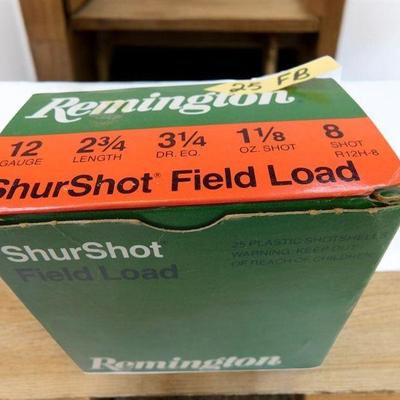 25 FB
Remington
12 2¾ 3¼ 1⅛ 8
GAUGE LENGTH DR. EQ. OZ. SHOT SHOT
R12H-8
ShurShot® Field Load
ShurShot
Field Load
25 PLASTIC SHOTSHELLS
WARNING: KEEP OUT
OF REACH OF CHILDREN
Remington